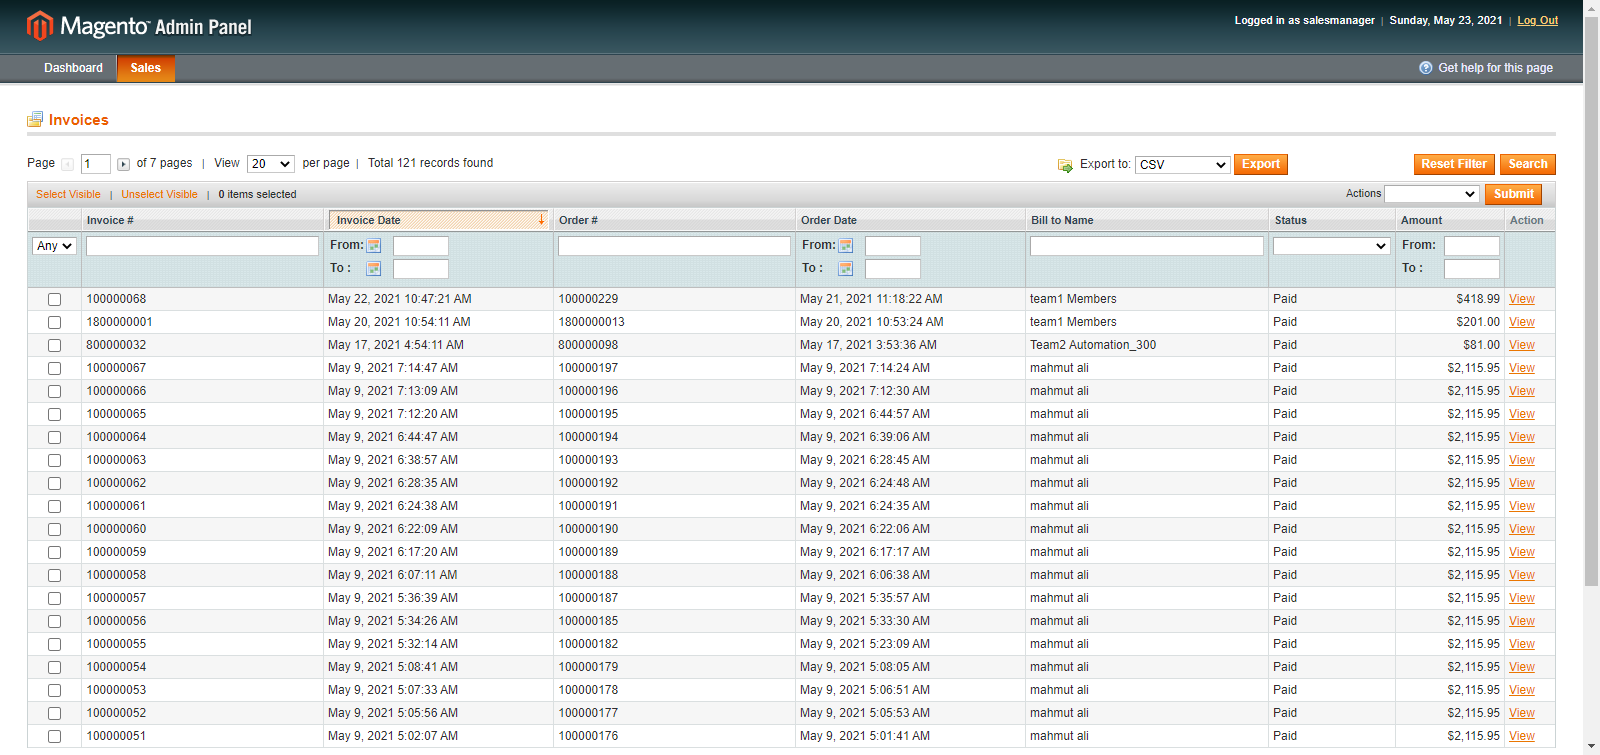 Magento™ Admin Panel
Logged in as salesmanager | Sunday, May 23, 2021 | Log Out
Dashboard Sales
Get help for this page
Invoices
Page 1 of 7 pages | View 20 per page | Total 121 records found
Export to: CSV Export Reset Filter Search
Select Visible | Unselect Visible | 0 items selected
Actions Submit
Invoice # Invoice Date Order # Order Date Bill to Name Status Amount Action
Any From: From: From:
To : To : To :
100000068 May 22, 2021 10:47:21 AM 100000229 May 21, 2021 11:18:22 AM team1 Members Paid $418.99 View
1800000001 May 20, 2021 10:54:11 AM 1800000013 May 20, 2021 10:53:24 AM team1 Members Paid $201.00 View
800000032 May 17, 2021 4:54:11 AM 800000098 May 17, 2021 3:53:36 AM Team2 Automation_300 Paid $81.00 View
100000067 May 9, 2021 7:14:47 AM 100000197 May 9, 2021 7:14:24 AM mahmut ali Paid $2,115.95 View
100000066 May 9, 2021 7:13:09 AM 100000196 May 9, 2021 7:12:30 AM mahmut ali Paid $2,115.95 View
100000065 May 9, 2021 7:12:20 AM 100000195 May 9, 2021 6:44:57 AM mahmut ali Paid $2,115.95 View
100000064 May 9, 2021 6:44:47 AM 100000194 May 9, 2021 6:39:06 AM mahmut ali Paid $2,115.95 View
100000063 May 9, 2021 6:38:57 AM 100000193 May 9, 2021 6:28:45 AM mahmut ali Paid $2,115.95 View
100000062 May 9, 2021 6:28:35 AM 100000192 May 9, 2021 6:24:48 AM mahmut ali Paid $2,115.95 View
100000061 May 9, 2021 6:24:38 AM 100000191 May 9, 2021 6:24:35 AM mahmut ali Paid $2,115.95 View
100000060 May 9, 2021 6:22:09 AM 100000190 May 9, 2021 6:22:06 AM mahmut ali Paid $2,115.95 View
100000059 May 9, 2021 6:17:20 AM 100000189 May 9, 2021 6:17:17 AM mahmut ali Paid $2,115.95 View
100000058 May 9, 2021 6:07:11 AM 100000188 May 9, 2021 6:06:38 AM mahmut ali Paid $2,115.95 View
100000057 May 9, 2021 5:36:39 AM 100000187 May 9, 2021 5:35:57 AM mahmut ali Paid $2,115.95 View
100000056 May 9, 2021 5:34:26 AM 100000185 May 9, 2021 5:33:30 AM mahmut ali Paid $2,115.95 View
100000055 May 9, 2021 5:32:14 AM 100000182 May 9, 2021 5:23:09 AM mahmut ali Paid $2,115.95 View
100000054 May 9, 2021 5:08:41 AM 100000179 May 9, 2021 5:08:05 AM mahmut ali Paid $2,115.95 View
100000053 May 9, 2021 5:07:33 AM 100000178 May 9, 2021 5:06:51 AM mahmut ali Paid $2,115.95 View
100000052 May 9, 2021 5:05:56 AM 100000177 May 9, 2021 5:05:53 AM mahmut ali Paid $2,115.95 View
100000051 May 9, 2021 5:02:07 AM 100000176 May 9, 2021 5:01:41 AM mahmut ali Paid $2,115.95 View